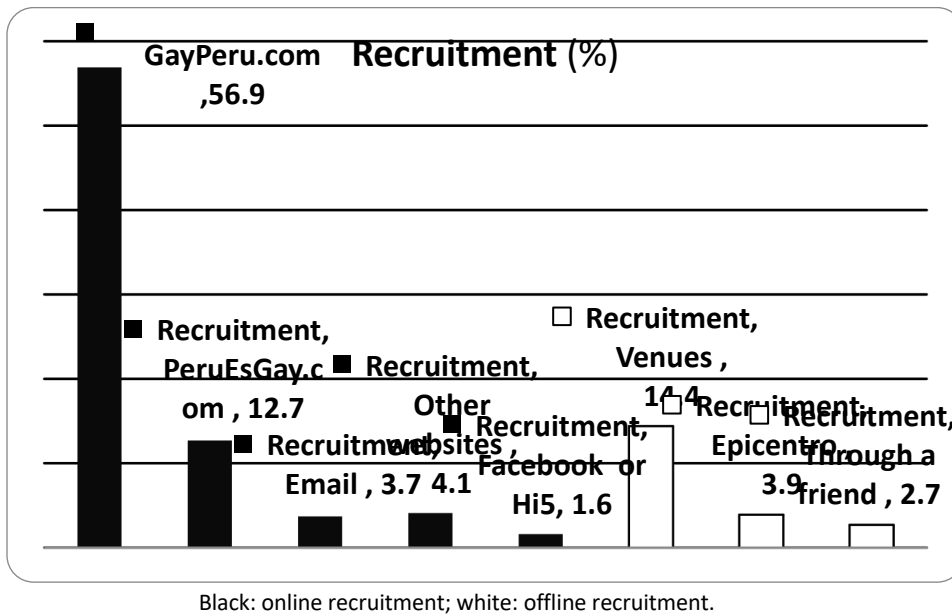 Recruitment (%)
GayPeru.com
,56.9
Recruitment,
PeruEsGay.c
om , 12.7
Recruitment,
Email , 3.7
Recruitment,
Other
websites ,
4.1
Recruitment,
Facebook or
Hi5, 1.6
Recruitment,
Venues ,
14.4
Recruitment,
Epicentro ,
3.9
Recruitment,
Through a
friend , 2.7
Black: online recruitment; white: offline recruitment.